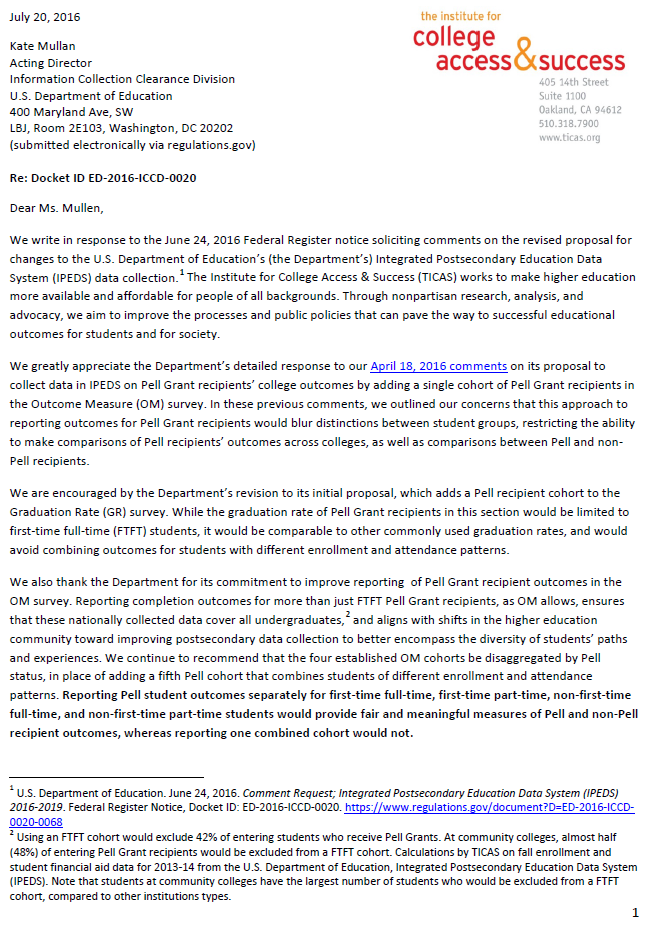 July 20, 2016
the institute for
college
access&success
405 14th Street
Suite 1100
Oakland, CA 94612
510.318.7900
www.ticas.org
Kate Mullan
Acting Director
Information Collection Clearance Division
U.S. Department of Education
400 Maryland Ave, SW
LBJ, Room 2E103, Washington, DC 20202
(submitted electronically via regulations.gov)
Re: Docket ID ED-2016-ICCD-0020
Dear Ms. Mullen,
We write in response to the June 24, 2016 Federal Register notice soliciting comments on the revised proposal for
changes to the U.S. Department of Education's (the Department's) Integrated Postsecondary Education Data
System (IPEDS) data collection.1 The Institute for College Access & Success (TICAS) works to make higher education
more available and affordable for people of all backgrounds. Through nonpartisan research, analysis, and
advocacy, we aim to improve the processes and public policies that can pave the way to successful educational
outcomes for students and for society.
We greatly appreciate the Department's detailed response to our April 18, 2016 comments on its proposal to
collect data in IPEDS on Pell Grant recipients' college outcomes by adding a single cohort of Pell Grant recipients in
the Outcome Measure (OM) survey. In these previous comments, we outlined our concerns that this approach to
reporting outcomes for Pell Grant recipients would blur distinctions between student groups, restricting the ability
to make comparisons of Pell recipients' outcomes across colleges, as well as comparisons between Pell and non-
Pell recipients.
We are encouraged by the Department's revision to its initial proposal, which adds a Pell recipient cohort to the
Graduation Rate (GR) survey. While the graduation rate of Pell Grant recipients in this section would be limited to
first-time full-time (FTFT) students, it would be comparable to other commonly used graduation rates, and would
avoid combining outcomes for students with different enrollment and attendance patterns.
We also thank the Department for its commitment to improve reporting of Pell Grant recipient outcomes in the
OM survey. Reporting completion outcomes for more than just FTFT Pell Grant recipients, as OM allows, ensures
that these nationally collected data cover all undergraduates,2 and aligns with shifts in the higher education
community toward improving postsecondary data collection to better encompass the diversity of students' paths
and experiences. We continue to recommend that the four established OM cohorts be disaggregated by Pell
status, in place of adding a fifth Pell cohort that combines students of different enrollment and attendance
patterns. Reporting Pell student outcomes separately for first-time full-time, first-time part-time, non-first-time
full-time, and non-first-time part-time students would provide fair and meaningful measures of Pell and non-Pell
recipient outcomes, whereas reporting one combined cohort would not.
1 U.S. Department of Education. June 24, 2016. Comment Request; Integrated Postsecondary Education Data System (IPEDS)
2016-2019. Federal Register Notice, Docket ID: ED-2016-ICCD-0020. https://www.regulations.gov/document?D=ED-2016-ICCD-
0020-0068
2 Using an FTFT cohort would exclude 42% of entering students who receive Pell Grants. At community colleges, almost half
(48%) of entering Pell Grant recipients would be excluded from a FTFT cohort. Calculations by TICAS on fall enrollment and
student financial aid data for 2013-14 from the U.S. Department of Education, Integrated Postsecondary Education Data System
(IPEDS). Note that students at community colleges have the largest number of students who would be excluded from a FTFT
cohort, compared to other institutions types.
1